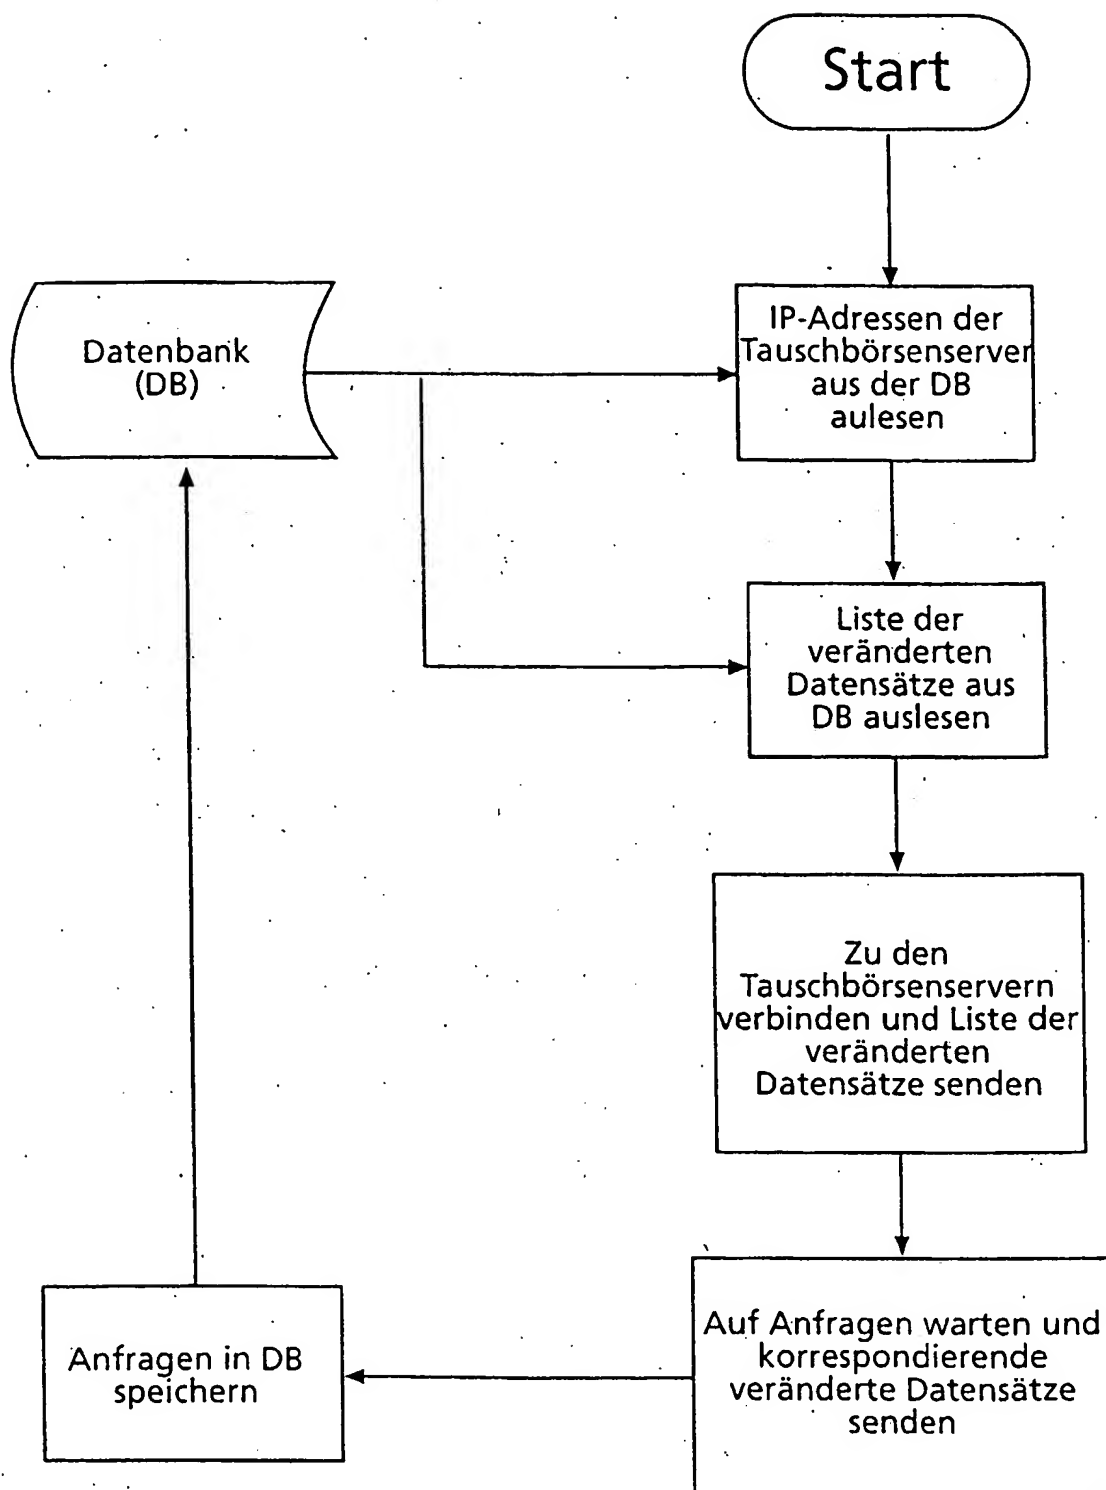 Start
Datenbank
(DB)
IP-Adressen der
Tauschbörsenserver
aus der DB
aulesen
Liste der
veränderten
Datensätze aus
DB auslesen
Zu den
Tauschbörsenservern
verbinden und Liste der
veränderten
Datensätze senden
Auf Anfragen warten und
korrespondierende
veränderte Datensätze
senden
Anfragen in DB
speichern